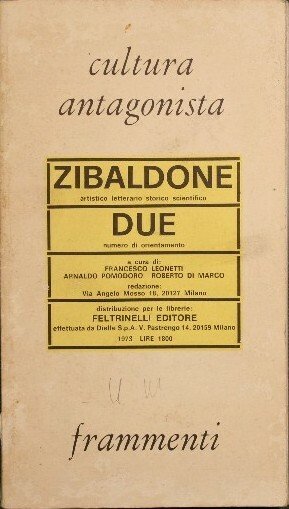 cultura
antagonista
ZIBALDONE
artistico letterario storico scientifico
DUE
numero di orientamento
a cura di:
FRANCESCO LEONETTI
ARNALDO POMODORO ROBERTO DI MARCO
redazione:
Via Angelo Mosso 18, 20127 Milano
distribuzione per le librerie:
FELTRINELLI EDITORE
effettuata da Dielle S.p.A. V. Pastrengo 14, 20159 Milano
1973 LIRE 1800
frammenti